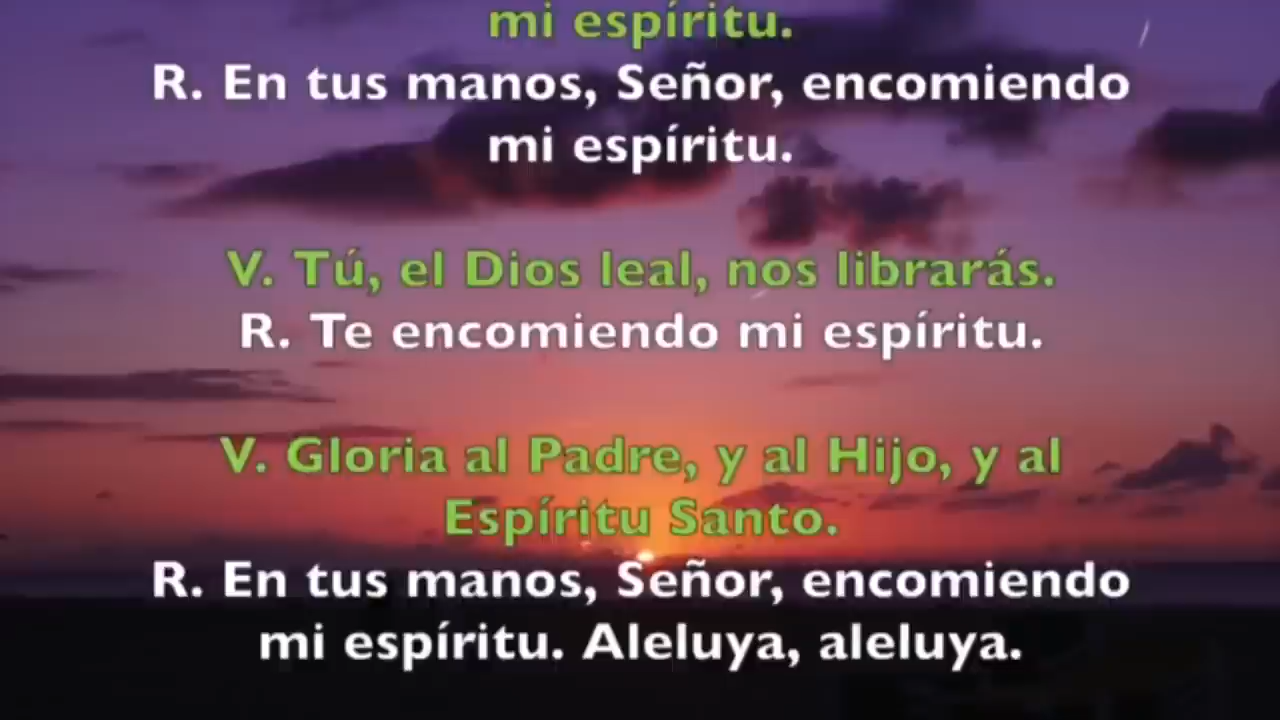 mi espíritu.
R. En tus manos, Señor, encomiendo
mi espíritu.
V. Tú, el Dios leal, nos librarás.
R. Te encomiendo mi espíritu.
V. Gloria al Padre, y al Hijo, y al
Espíritu Santo.
R. En tus manos, Señor, encomiendo
mi espíritu. Aleluya, aleluya.